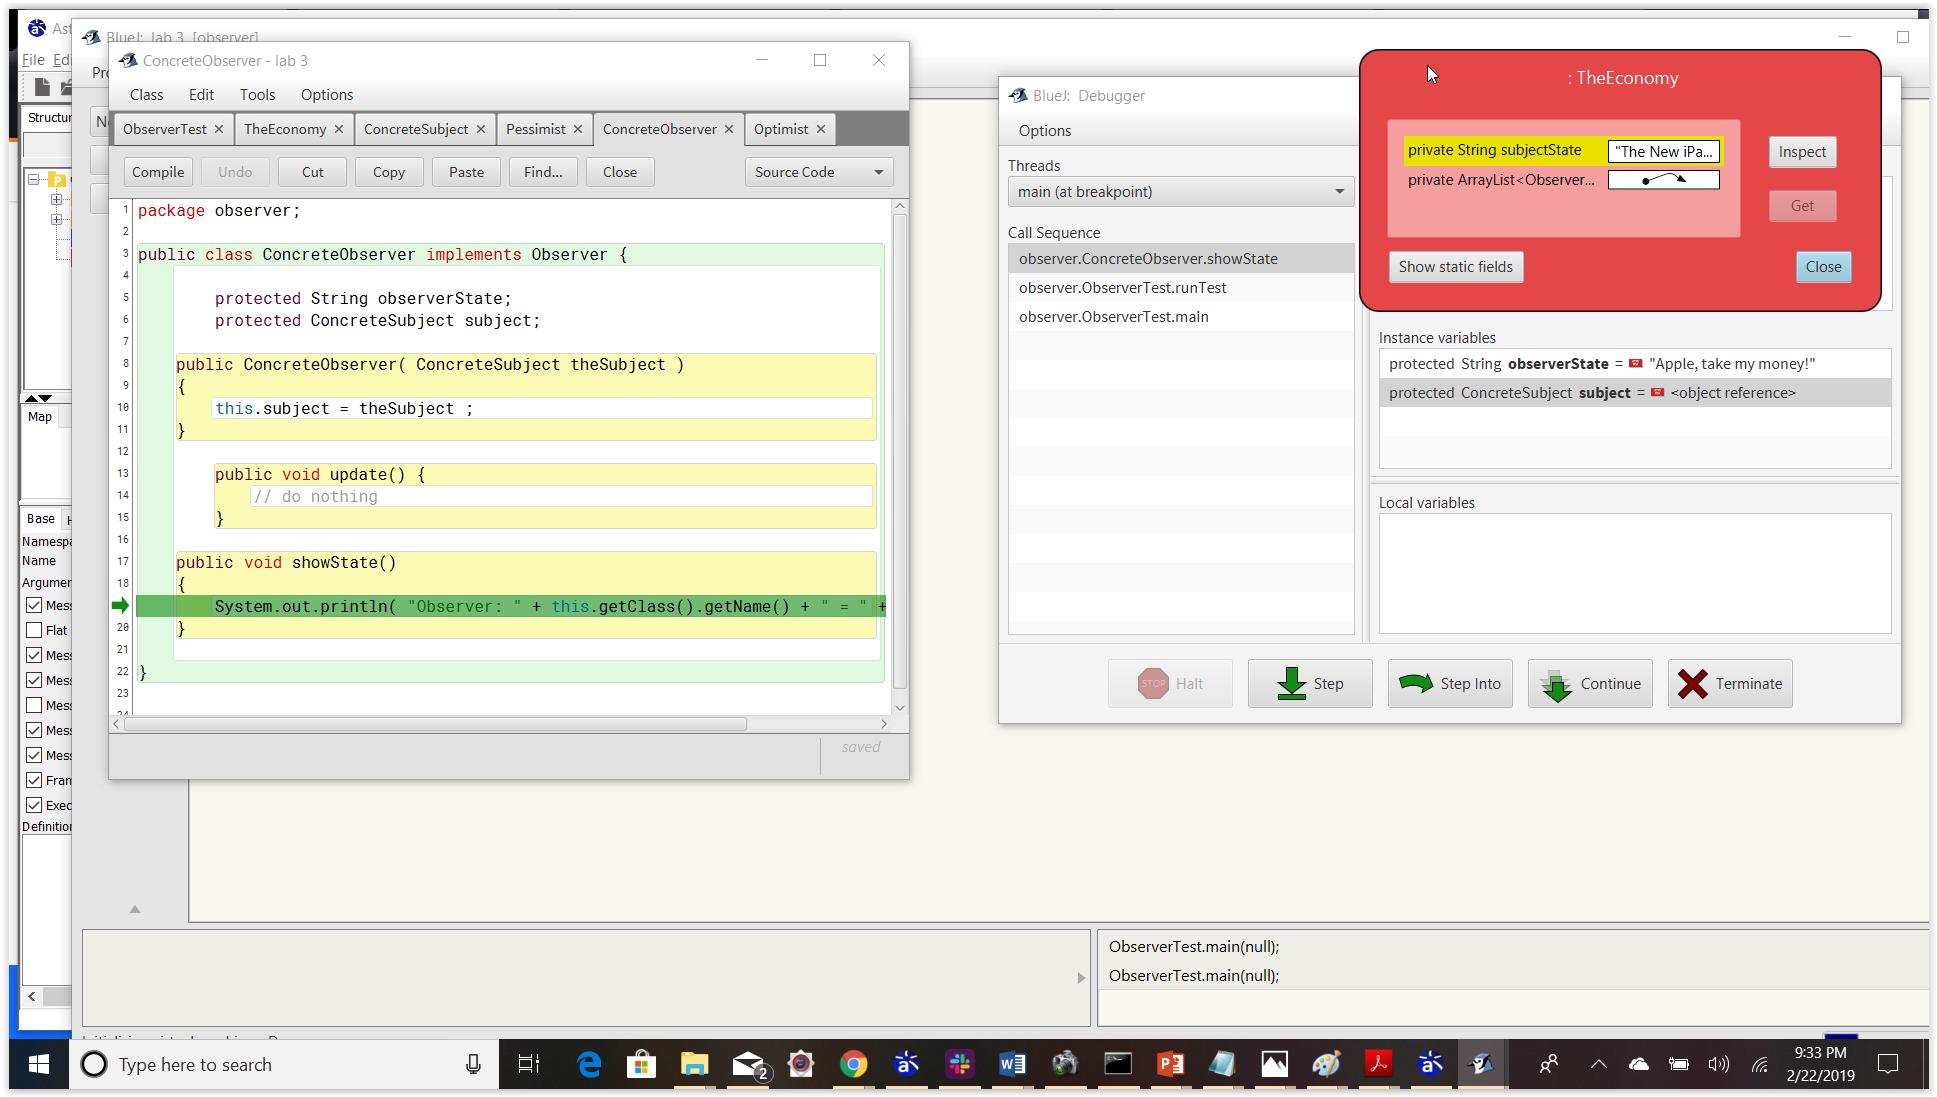 Ast
BlueJ: lab 3 [observer]
File Edi
Pro
Structur
Ne
ConcreteObserver - lab 3
Class Edit Tools Options
ObserverTest TheEconomy ConcreteSubject Pessimist ConcreteObserver Optimist
Compile Undo Cut Copy Paste Find... Close Source Code
1 package observer;
2
3 public class ConcreteObserver implements Observer {
4
5 protected String observerState;
6 protected ConcreteSubject subject;
7
8 public ConcreteObserver( ConcreteSubject theSubject )
9 {
10 this.subject = theSubject ;
11 }
12
13 public void update() {
14 // do nothing
15 }
16
17 public void showState()
18 {
System.out.println( "Observer: " + this.getClass().getName() + " = " +
20 }
21
22 }
23
24
saved
Map
Base H
Namespa
Name
Argumen
Mess
Flat
Mess
Mess
Mess
Mess
Mess
Fran
Exec
Definition
BlueJ: Debugger
Options
Threads
main (at breakpoint)
Call Sequence
observer.ConcreteObserver.showState
observer.ObserverTest.runTest
observer.ObserverTest.main
: TheEconomy
private String subjectState "The New iPa...
private ArrayList<Observer...
Inspect
Get
Show static fields
Close
Instance variables
protected String observerState = "Apple, take my money!"
protected ConcreteSubject subject = <object reference>
Local variables
STOP Halt Step Step Into Continue Terminate
ObserverTest.main(null);
ObserverTest.main(null);
Type here to search
2
9:33 PM
2/22/2019